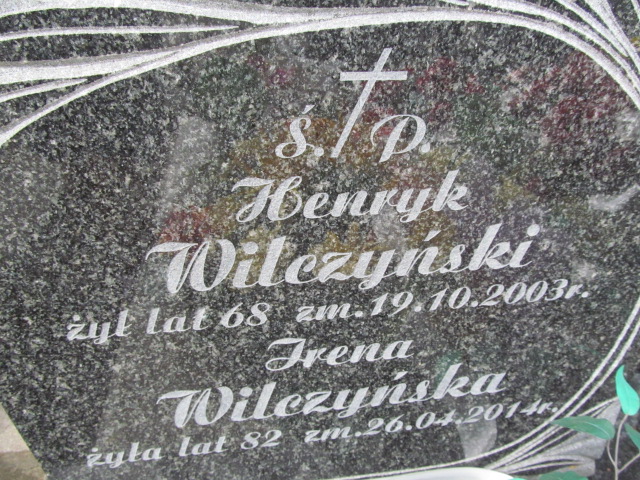 Ś. P.
Henryk
Wilczyński
żył lat 68 zm. 19.10.2003r.
Irena
Wilczyńska
żyła lat 82 zm. 26.04.2014r.